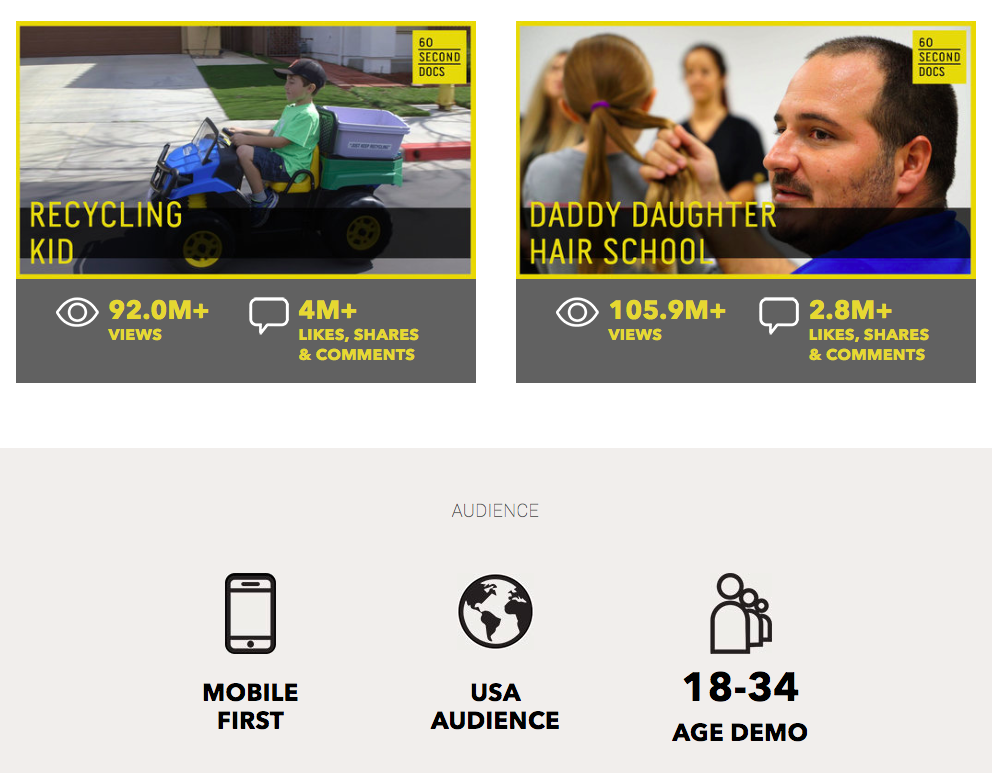 60
SECOND
DOCS
RECYCLING
KID
92.0M+
VIEWS
4M+
LIKES, SHARES
& COMMENTS
60
SECOND
DOCS
DADDY DAUGHTER
HAIR SCHOOL
105.9M+
VIEWS
2.8M+
LIKES, SHARES
& COMMENTS
AUDIENCE
MOBILE
FIRST
USA
AUDIENCE
18-34
AGE DEMO